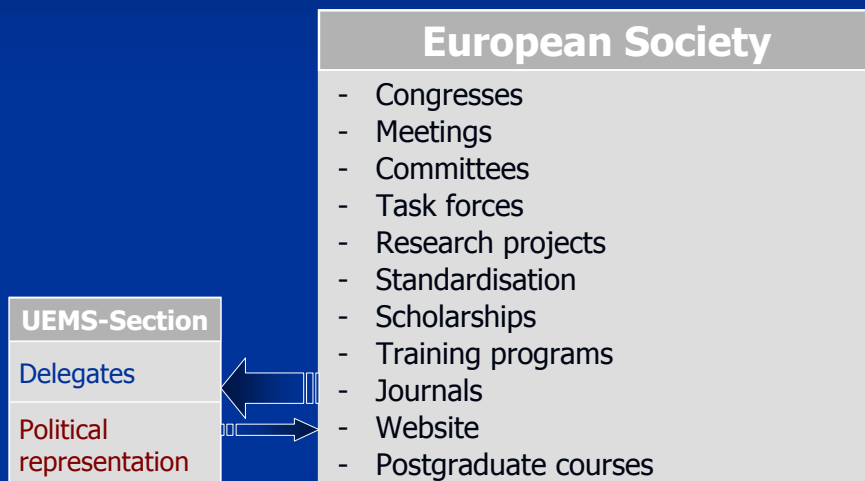 European Society
- Congresses
- Meetings
- Committees
- Task forces
- Research projects
- Standardisation
- Scholarships
- Training programs
- Journals
- Website
- Postgraduate courses
UEMS-Section
Delegates
Political
representation